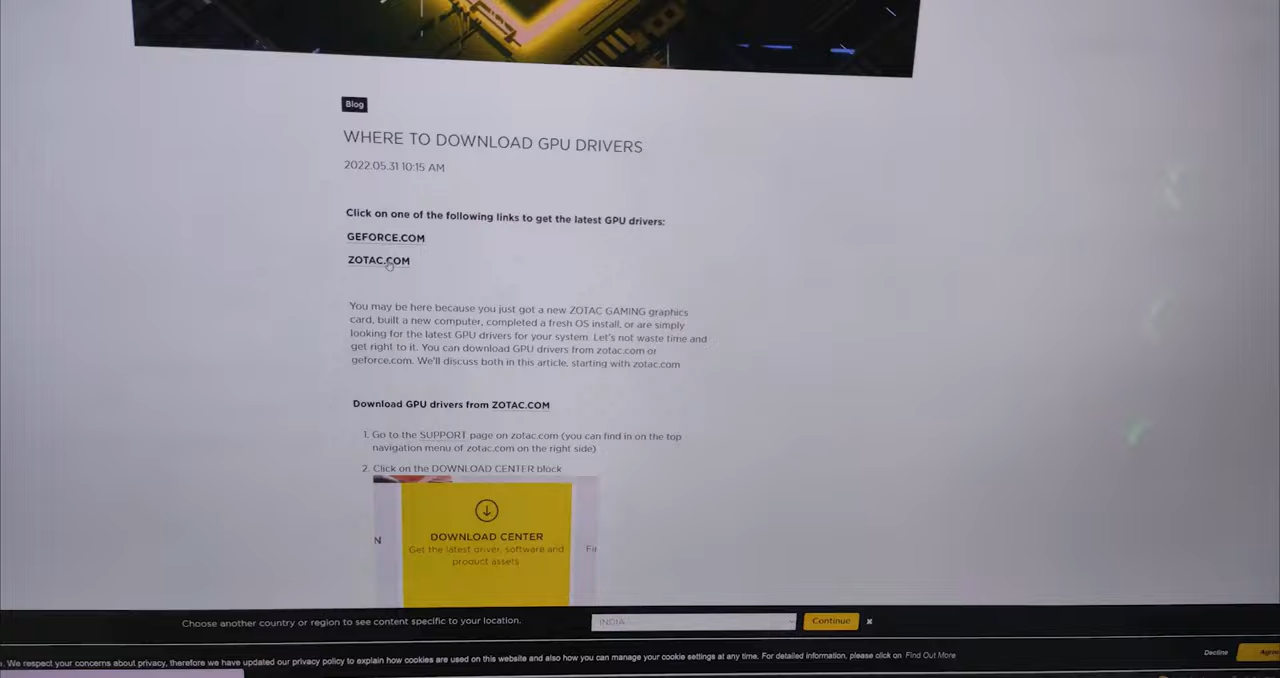 Blog
WHERE TO DOWNLOAD GPU DRIVERS
2022.05.31 10:15 AM
Click on one of the following links to get the latest GPU drivers:
GEFORCE.COM
ZOTAC.COM
You may be here because you just got a new ZOTAC GAMING graphics
card, built a new computer, completed a fresh OS install, or are simply
looking for the latest GPU drivers for your system. Let's not waste time and
get right to it. You can download GPU drivers from zotac.com or
geforce.com. We'll discuss both in this article, starting with zotac.com
Download GPU drivers from ZOTAC.COM
1. Go to the SUPPORT page on zotac.com (you can find in on the top
navigation menu of zotac.com on the right side)
2. Click on the DOWNLOAD CENTER block
N
DOWNLOAD CENTER
Get the latest driver, software and
product assets
Fir
Choose another country or region to see content specific to your location.
INDIA
Continue
We respect your concerns about privacy, therefore we have updated our privacy policy to explain how cookies are used on this website and also how you can manage your cookie settings at any time. For detailed information, please click on Find Out More
Decline
Agree